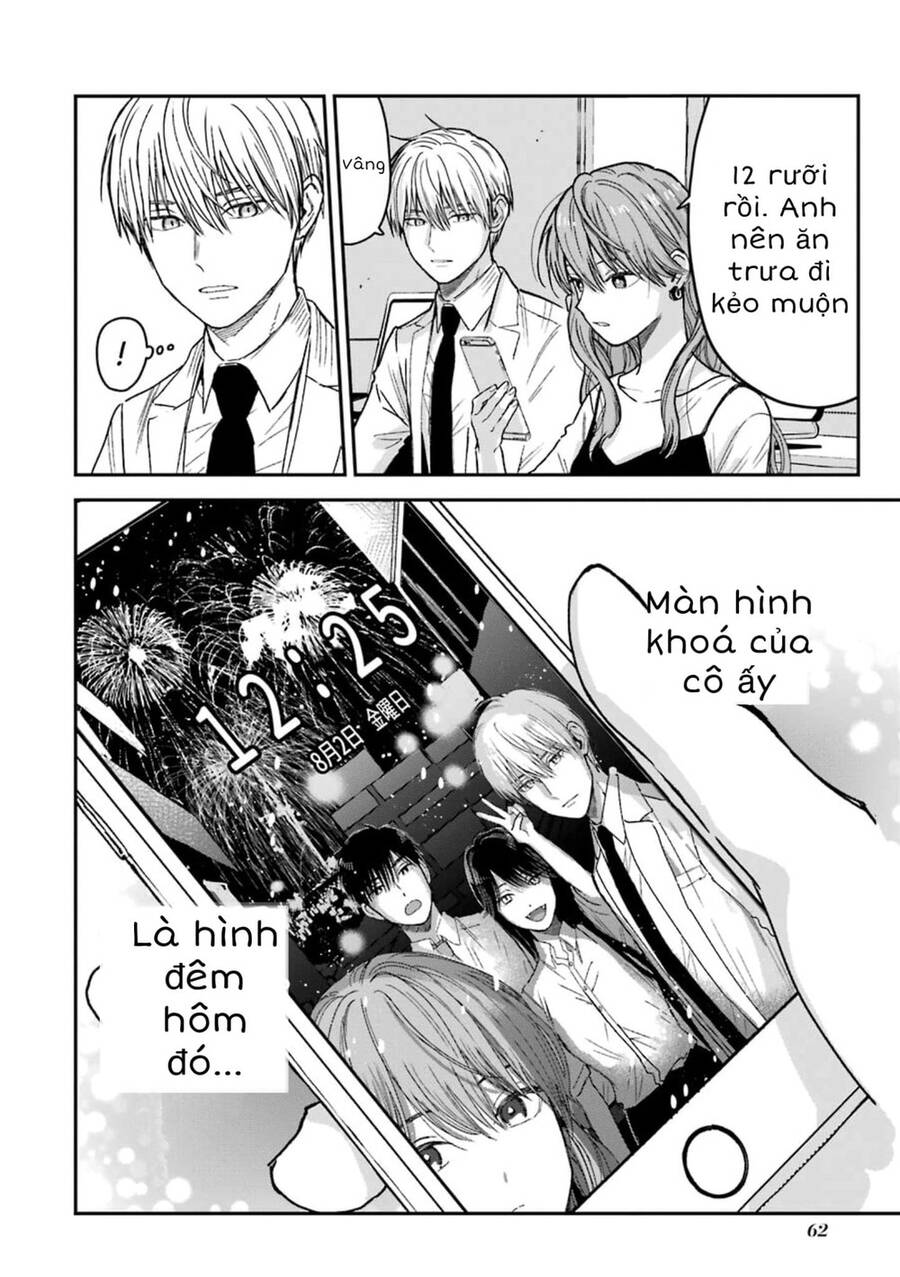 12 rưỡi
rồi. Anh
nên ăn
trưa đi
kẻo muộn
vâng
!
Màn hình
khoá của
cô ấy
12:25
8月2日 金曜日
Là hình
đêm
hôm
đó...
62